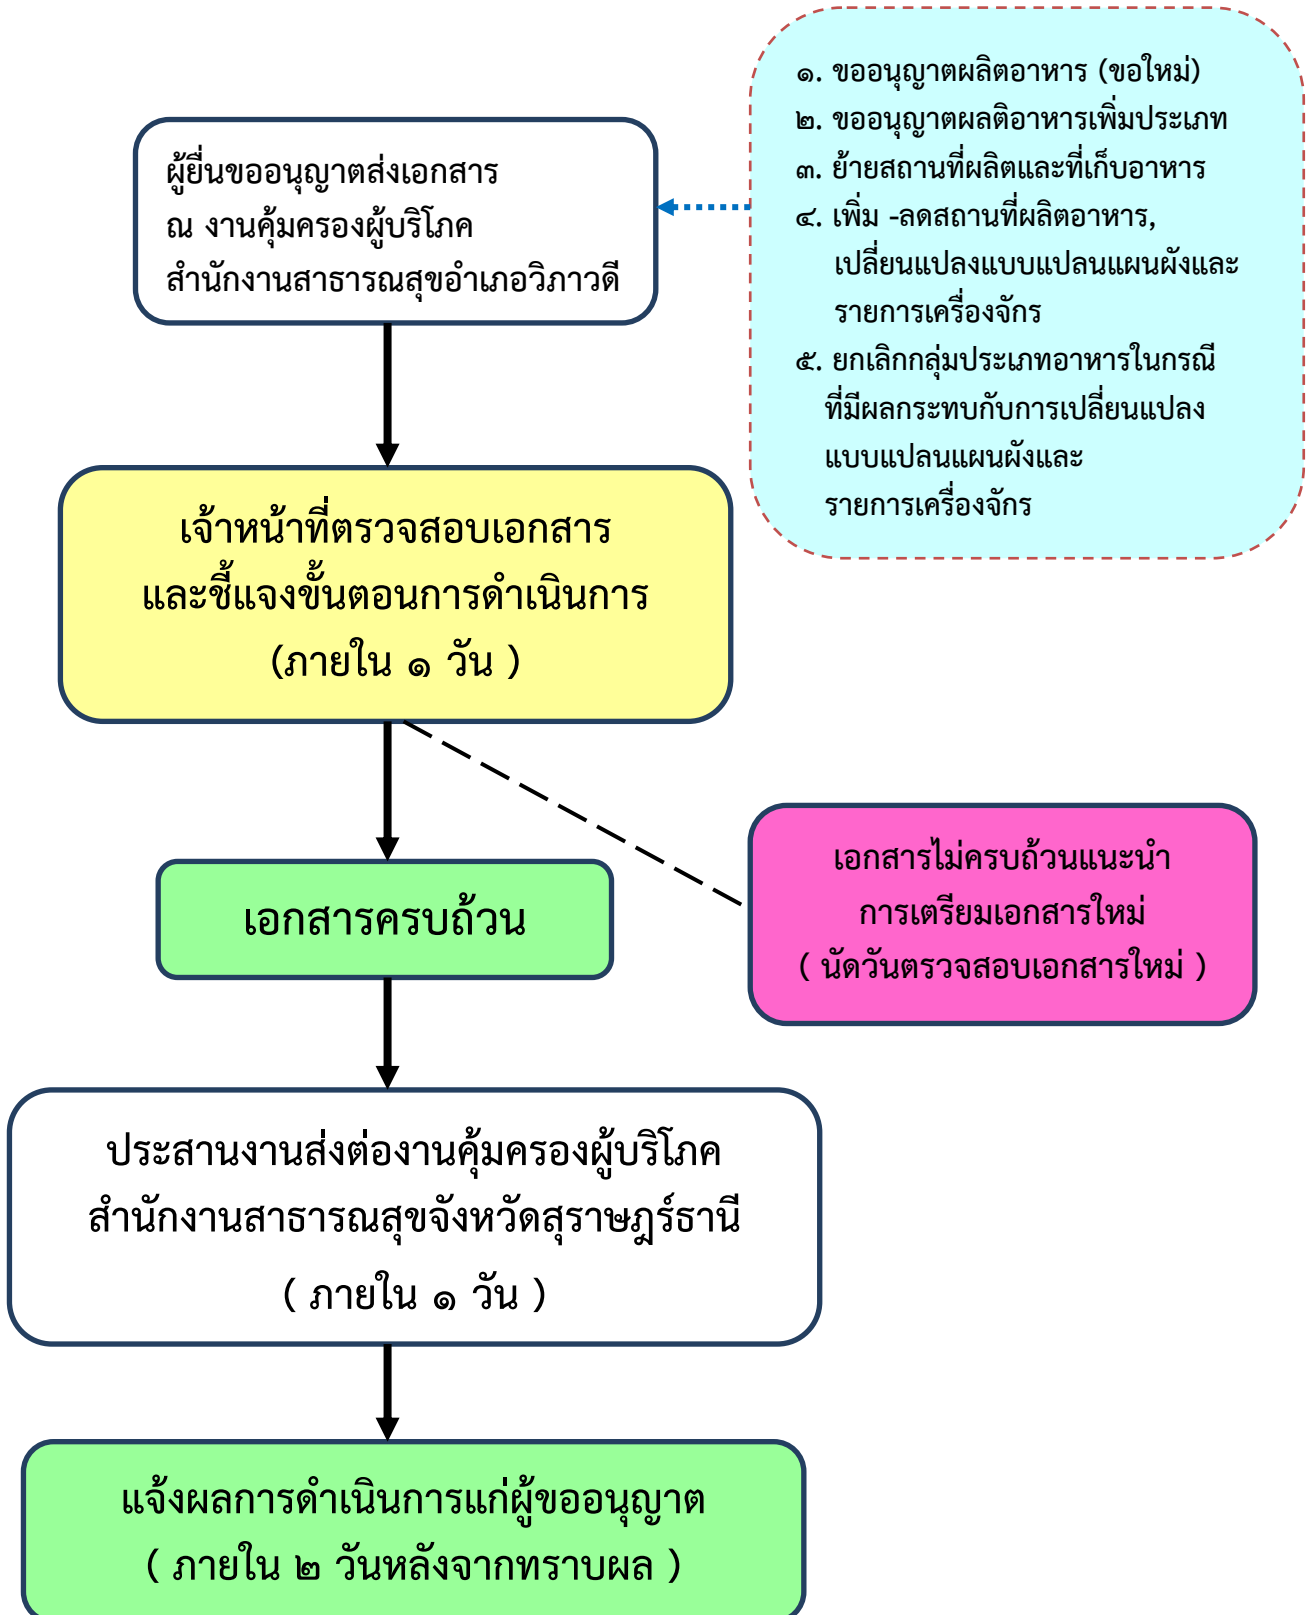 ๑. ขออนุญาตผลิตอาหาร (ขอใหม่)
๒. ขออนุญาตผลติอาหารเพิ่มประเภท
๓. ย้ายสถานที่ผลิตและที่เก็บอาหาร
๔. เพิ่ม -ลดสถานที่ผลิตอาหาร,
เปลี่ยนแปลงแบบแปลนแผนผังและ
รายการเครื่องจักร
๕. ยกเลิกกลุ่มประเภทอาหารในกรณี
ที่มีผลกระทบกับการเปลี่ยนแปลง
แบบแปลนแผนผังและ
รายการเครื่องจักร
ผู้ยื่นขออนุญาตส่งเอกสาร
ณ งานคุ้มครองผู้บริโภค
สำนักงานสาธารณสุขอำเภอวิภาวดี
เจ้าหน้าที่ตรวจสอบเอกสาร
และชี้แจงขั้นตอนการดำเนินการ
(ภายใน ๑ วัน )
เอกสารครบถ้วน
เอกสารไม่ครบถ้วนแนะนำ
การเตรียมเอกสารใหม่
( นัดวันตรวจสอบเอกสารใหม่ )
ประสานงานส่งต่องานคุ้มครองผู้บริโภค
สำนักงานสาธารณสุขจังหวัดสุราษฎร์ธานี
( ภายใน ๑ วัน )
แจ้งผลการดำเนินการแก่ผู้ขออนุญาต
( ภายใน ๒ วันหลังจากทราบผล )